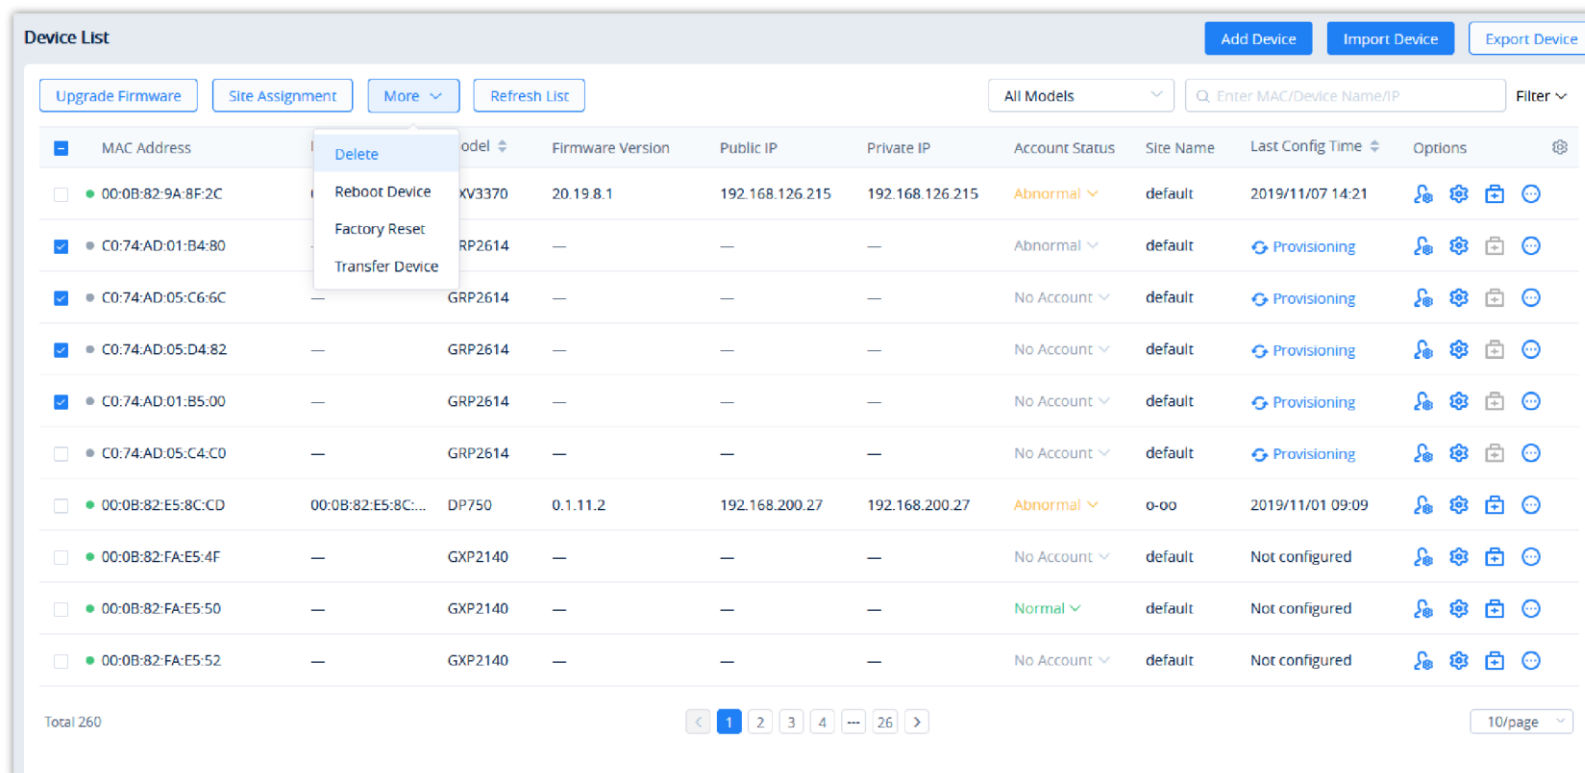 Device List Add Device Import Device Export Device
Upgrade Firmware Site Assignment More Refresh List All Models Enter MAC/Device Name/IP Filter
MAC Address odel Firmware Version Public IP Private IP Account Status Site Name Last Config Time Options
Delete
Reboot Device
Factory Reset
Transfer Device
00:0B:82:9A:8F:2C XV3370 20.19.8.1 192.168.126.215 192.168.126.215 Abnormal default 2019/11/07 14:21
C0:74:AD:01:B4:80 RP2614 — — — Abnormal default Provisioning
C0:74:AD:05:C6:6C — GRP2614 — — — No Account default Provisioning
C0:74:AD:05:D4:82 — GRP2614 — — — No Account default Provisioning
C0:74:AD:01:B5:00 — GRP2614 — — — No Account default Provisioning
C0:74:AD:05:C4:C0 — GRP2614 — — — No Account default Provisioning
00:0B:82:E5:8C:CD 00:0B:82:E5:8C:... DP750 0.1.11.2 192.168.200.27 192.168.200.27 Abnormal o-oo 2019/11/01 09:09
00:0B:82:FA:E5:4F — GXP2140 — — — No Account default Not configured
00:0B:82:FA:E5:50 — GXP2140 — — — Normal default Not configured
00:0B:82:FA:E5:52 — GXP2140 — — — No Account default Not configured
Total 260 < 1 2 3 4 ··· 26 > 10/page